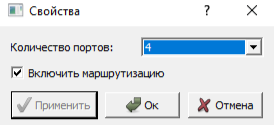 Свойства
Количество портов: 4
Включить маршрутизацию
Применить Ок Отмена